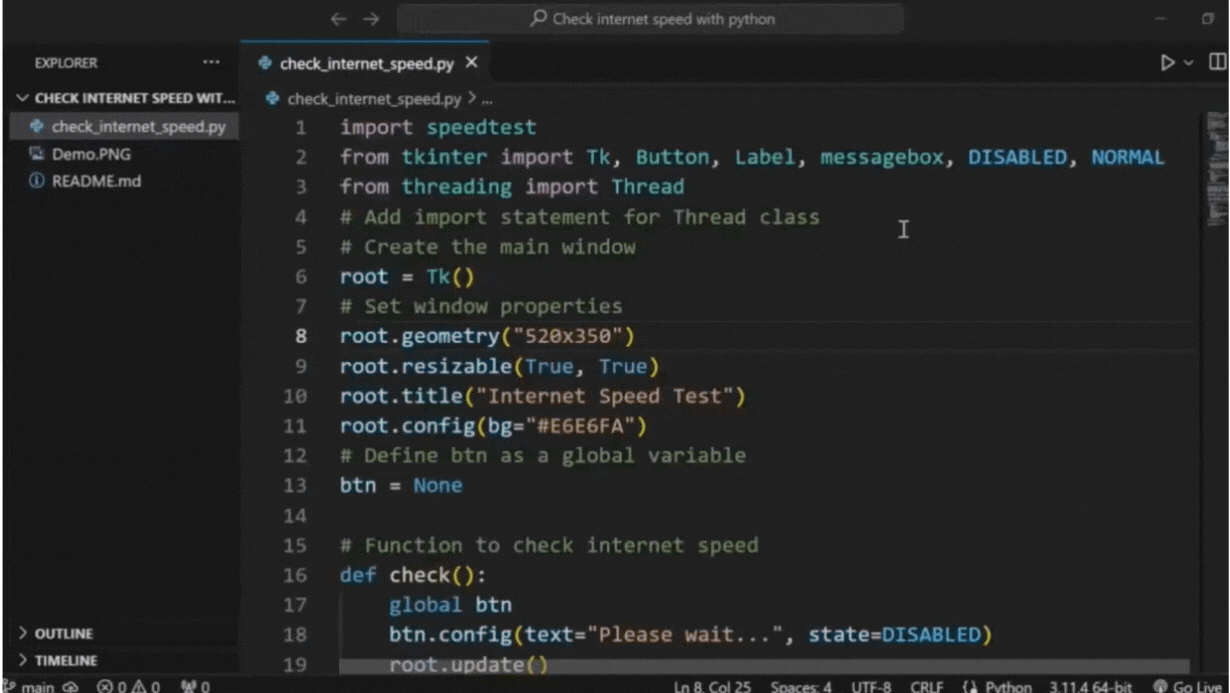 Check internet speed with python
EXPLORER ...
check_internet_speed.py
CHECK INTERNET SPEED WIT...
check_internet_speed.py > ...
check_internet_speed.py
Demo.PNG
README.md
1 import speedtest
2 from tkinter import Tk, Button, Label, messagebox, DISABLED, NORMAL
3 from threading import Thread
4 # Add import statement for Thread class
5 # Create the main window
6 root = Tk()
7 # Set window properties
8 root.geometry("520x350")
9 root.resizable(True, True)
10 root.title("Internet Speed Test")
11 root.config(bg="#E6E6FA")
12 # Define btn as a global variable
13 btn = None
14
15 # Function to check internet speed
16 def check():
17 global btn
18 btn.config(text="Please wait...", state=DISABLED)
19 root.update()
OUTLINE
TIMELINE
main 0 0 0 Ln 8, Col 25 Spaces: 4 UTF-8 CRLF Python 3.11.4 64-bit Go Live